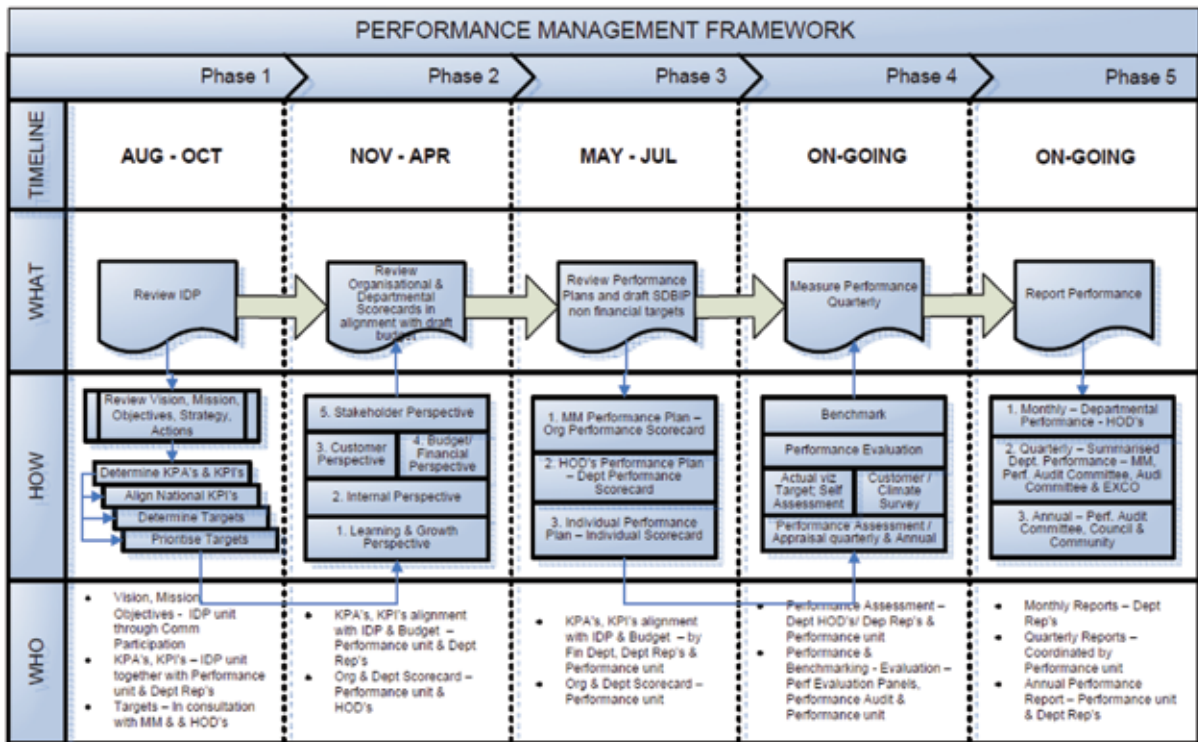 PERFORMANCE MANAGEMENT FRAMEWORK
Phase 1
Phase 2
Phase 3
Phase 4
Phase 5
TIMELINE
AUG - OCT
NOV - APR
MAY - JUL
ON-GOING
ON-GOING
WHAT
Review IDP
Review
Organisational &
Departmental
Scorecards in
alignment with draft
budget
Review Performance
Plans and draft SDBIP
non financial targets
Measure Performance
Quarterly
Report Performance
HOW
Review Vision, Mission,
Objectives, Strategy,
Actions
Determine KPA's & KPI's
Align National KPI's
Determine Targets
Prioritise Targets
5. Stakeholder Perspective
3. Customer
Perspective
4. Budget/
Financial
Perspective
2. Internal Perspective
1. Learning & Growth
Perspective
1. MM Performance Plan –
Org Performance Scorecard
2. HOD's Performance Plan
– Dept Performance
Scorecard
3. Individual Performance
Plan – Individual Scorecard
Benchmark
Performance Evaluation
Actual viz
Target; Self
Assessment
Customer /
Climate
Survey
Performance Assessment /
Appraisal quarterly & Annual
1. Monthly – Departmental
Performance - HOD's
2. Quarterly – Summarised
Dept. Performance – MM,
Perf. Audit Committee, Audi
Committee & EXCO
3. Annual – Perf. Audit
Committee, Council &
Community
WHO
• Vision, Mission
Objectives - IDP unit
through Comm
Participation
• KPA's, KPI's – IDP unit
together with Performance
unit & Dept Rep's
• Targets – In consultation
with MM & & HOD's
• KPA's, KPI's alignment
with IDP & Budget –
Performance unit & Dept
Rep's
• Org & Dept Scorecard –
Performance unit &
HOD's
• KPA's, KPI's alignment
with IDP & Budget – by
Fin Dept, Dept Rep's &
Performance unit
• Org & Dept Scorecard –
Performance unit
• Performance Assessment –
Dept HOD's/ Dep Rep's &
Performance unit
• Performance &
Benchmarking - Evaluation –
Perf Evaluation Panels,
Performance Audit &
Performance unit
• Monthly Reports – Dept
Rep's
• Quarterly Reports –
Coordinated by
Performance unit
• Annual Performance
Report – Performance unit
& Dept Rep's